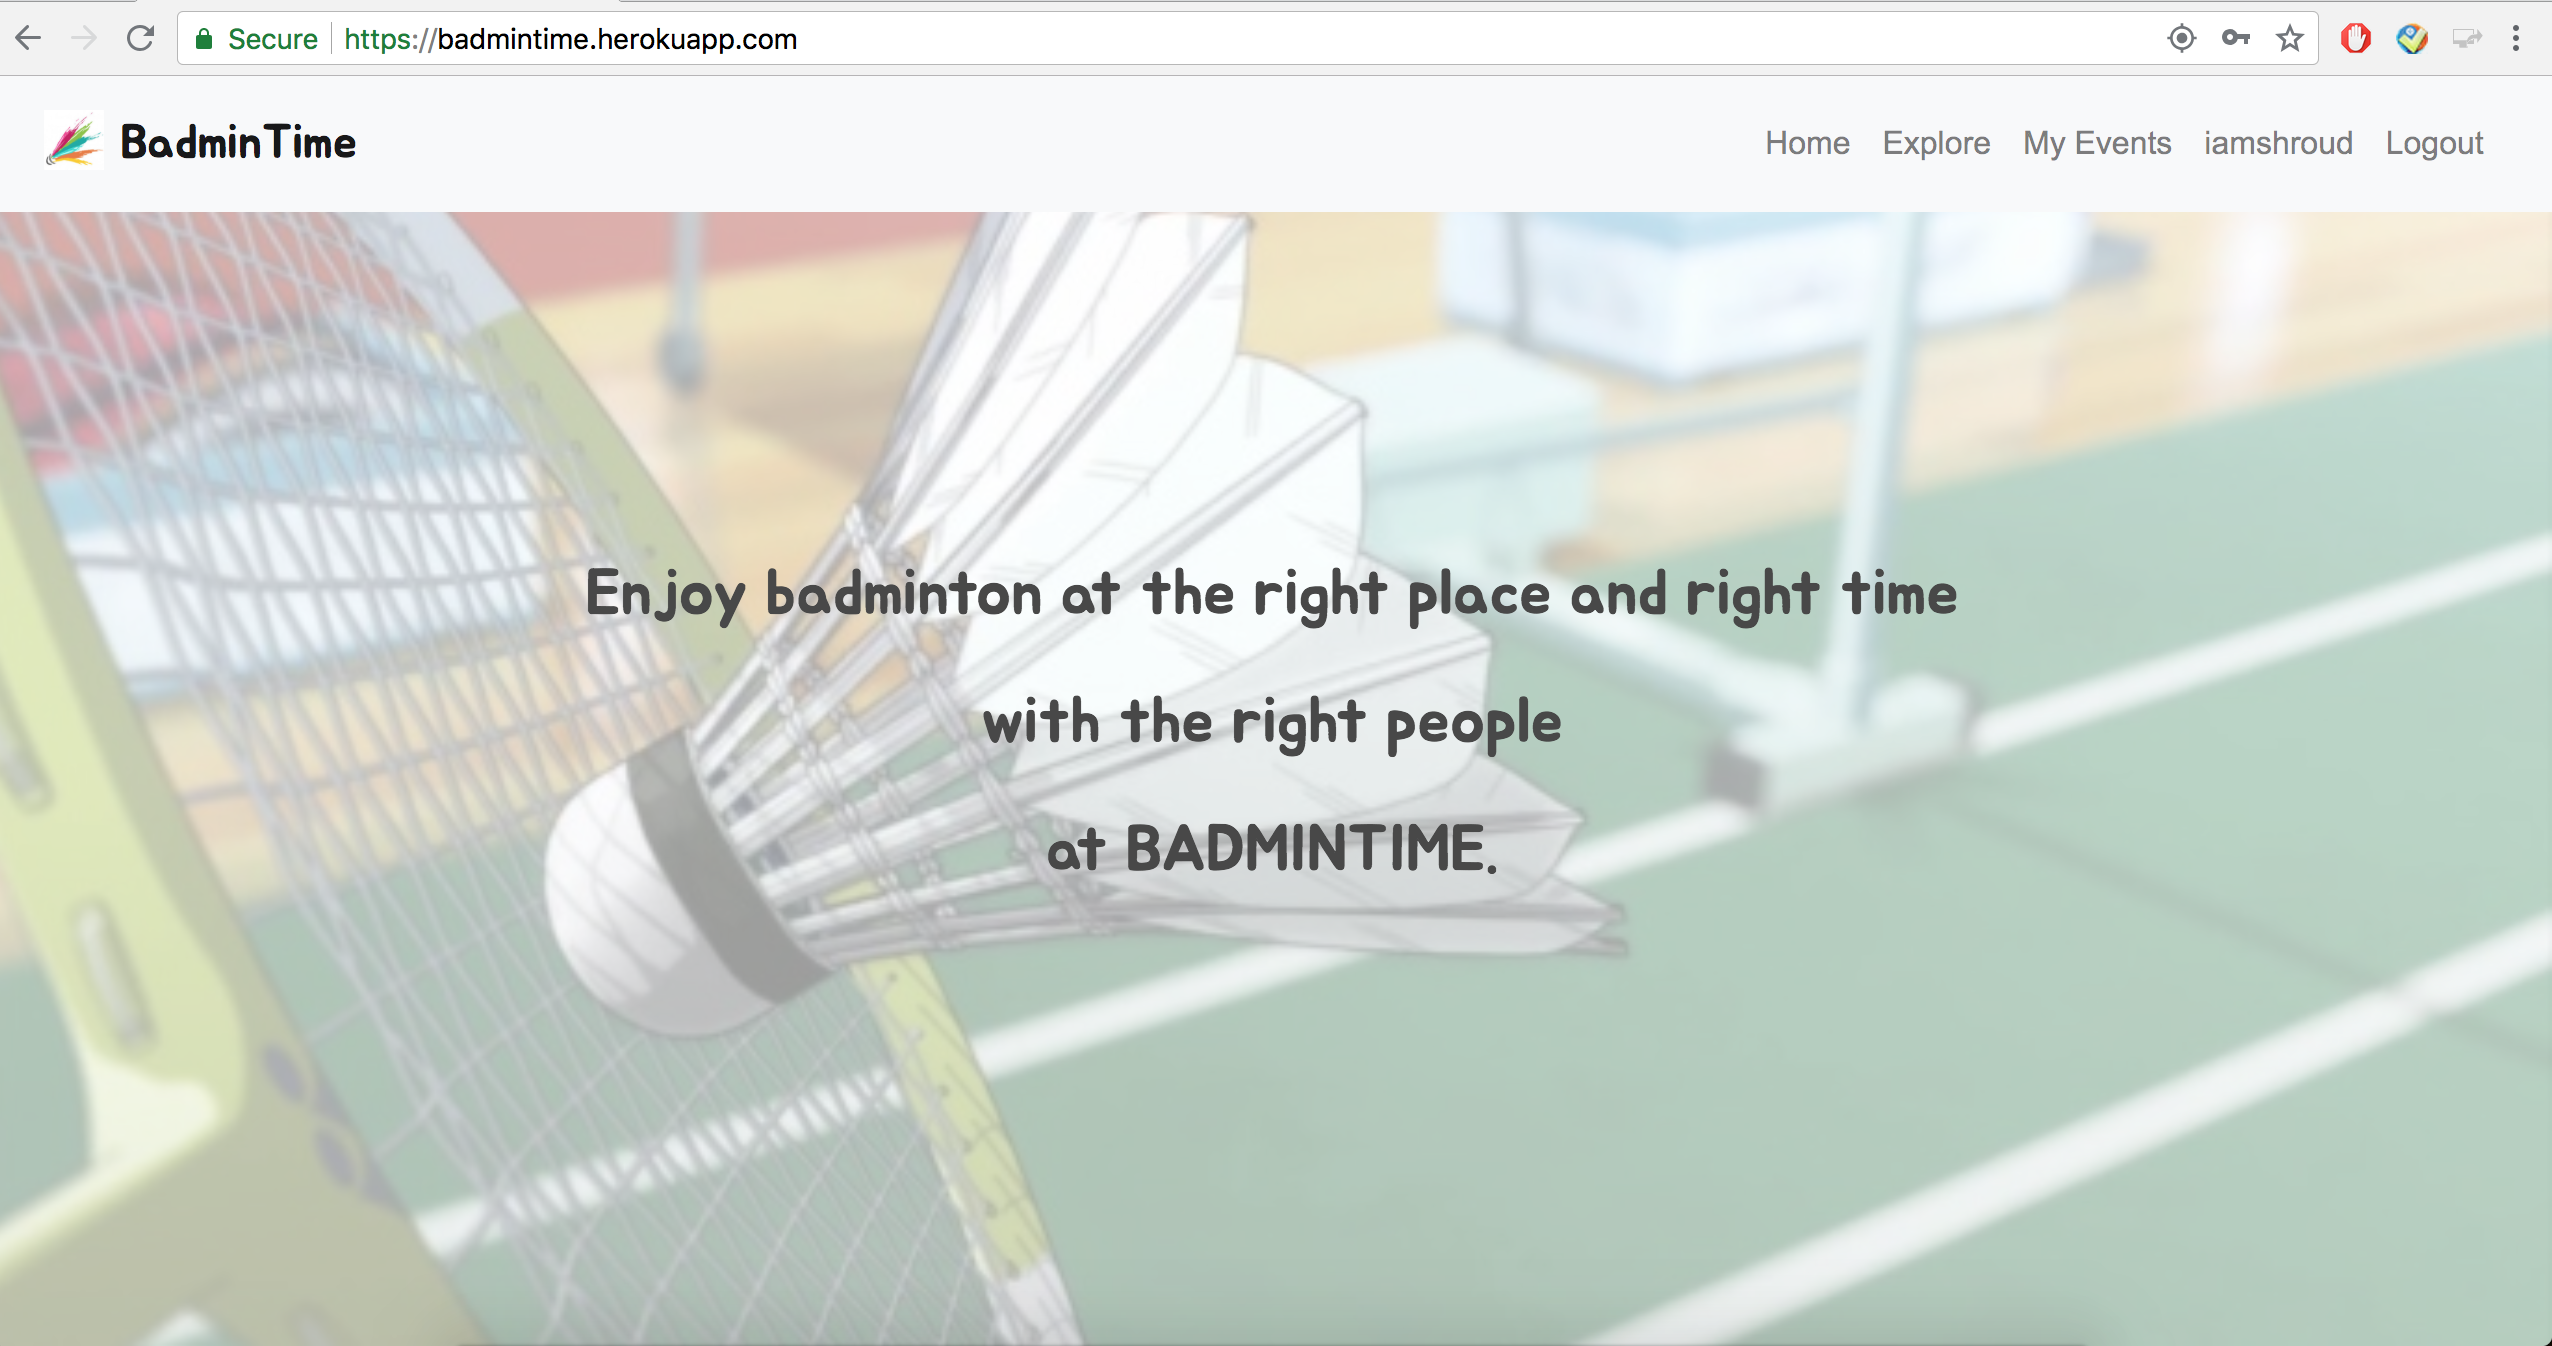 Secure https://badmintime.herokuapp.com
BadminTime Home Explore My Events iamshroud Logout
Enjoy badminton at the right place and right time
with the right people
at BADMINTIME.